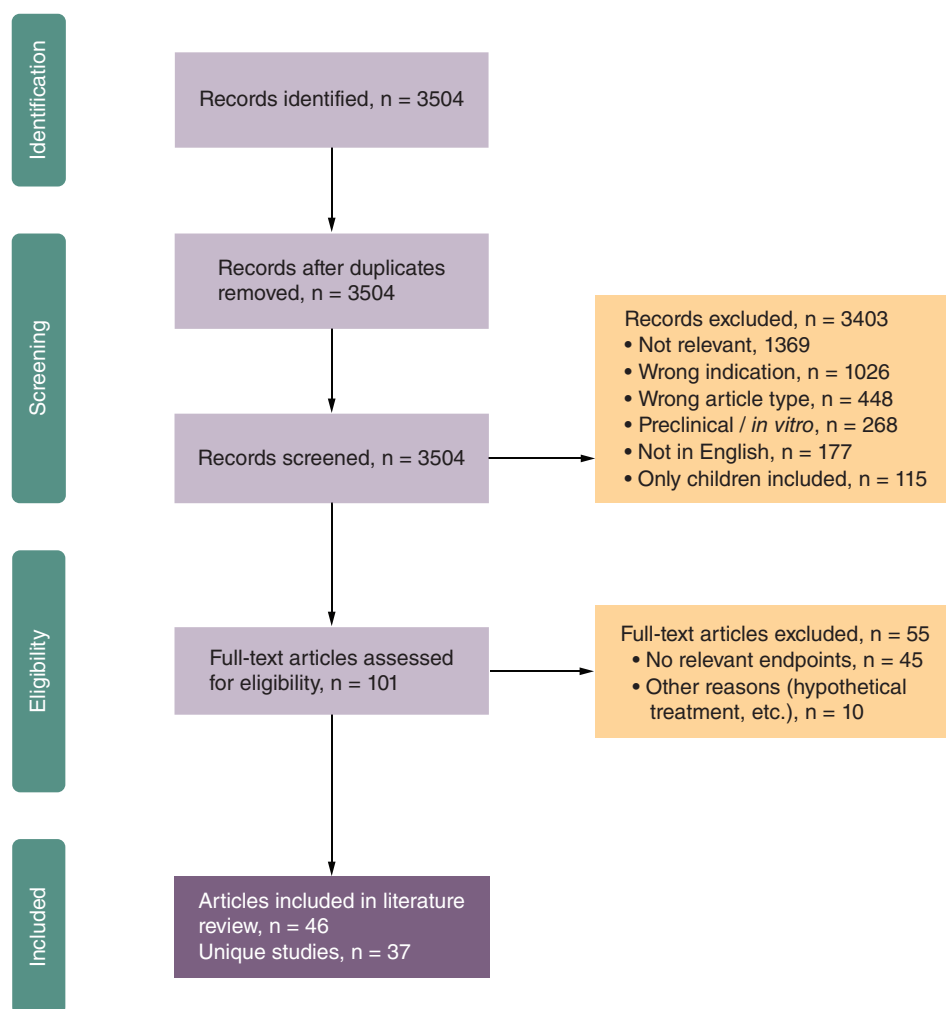 Identification
Records identified, n = 3504
Screening
Records after duplicates
removed, n = 3504
Records screened, n = 3504
Records excluded, n = 3403
• Not relevant, 1369
• Wrong indication, n = 1026
• Wrong article type, n = 448
• Preclinical / in vitro, n = 268
• Not in English, n = 177
• Only children included, n = 115
Eligibility
Full-text articles assessed
for eligibility, n = 101
Full-text articles excluded, n = 55
• No relevant endpoints, n = 45
• Other reasons (hypothetical
treatment, etc.), n = 10
Included
Articles included in literature
review, n = 46
Unique studies, n = 37